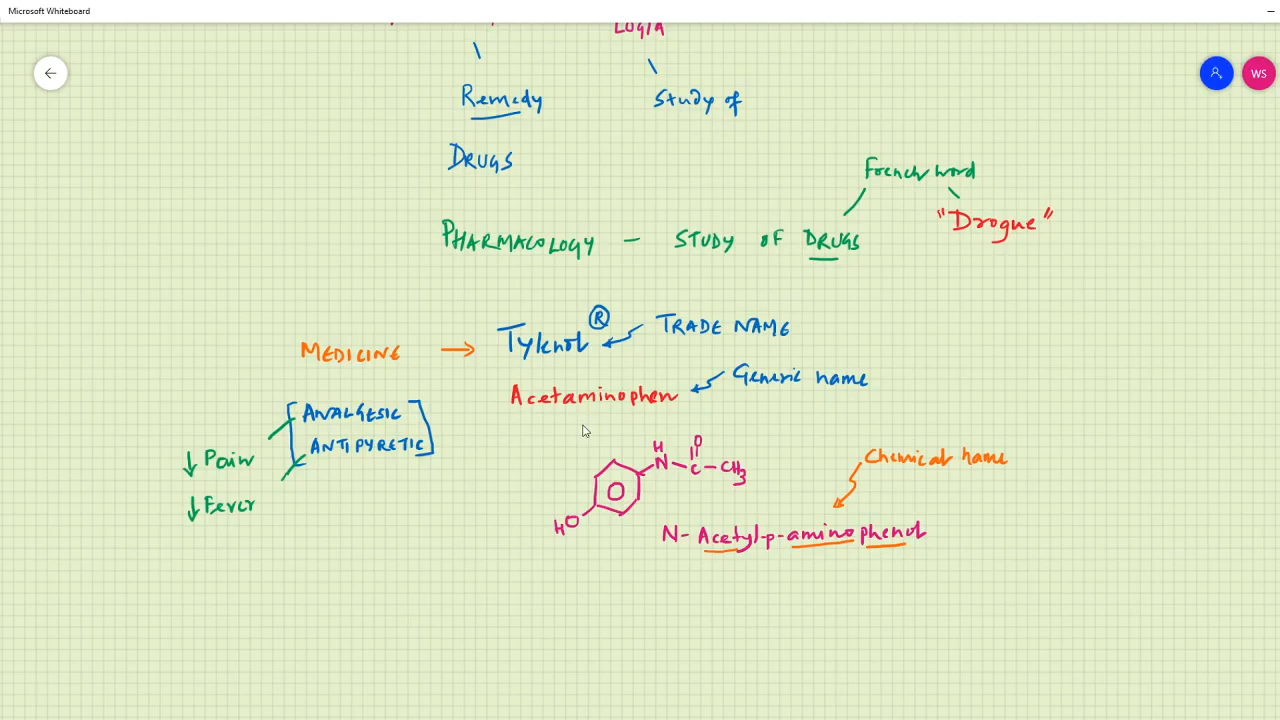 Microsoft Whiteboard
LOGIA
WS
Remedy
Study of
DRUGS
French word
"Drogue"
PHARMACOLOGY - STUDY OF DRUGS
MEDICINE → Tylenol ® TRADE NAME
Acetaminophen Generic name
[ANALGESIC
ANTIPYRETIC]
↓ Pain
↓ Fever
H
N - C - CH3
O
HO
Chemical name
N-Acetyl-p-aminophenol